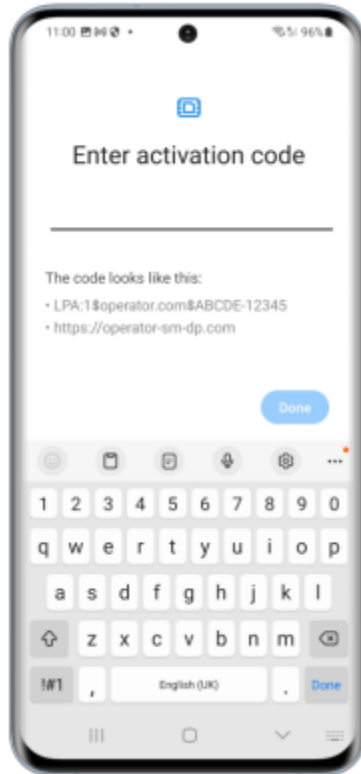 11:00
96%
Enter activation code
The code looks like this:
• LPA:1$operator.com$ABCDE-12345
• https://operator-sm-dp.com
Done
1 2 3 4 5 6 7 8 9 0
q w e r t y u i o p
a s d f g h j k l
z x c v b n m
!#1 , English (UK) . Done